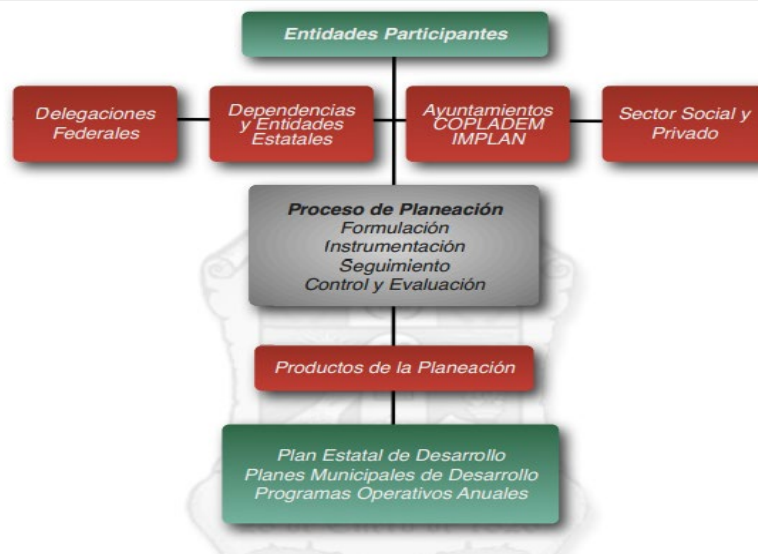 Entidades Participantes
Delegaciones
Federales
Dependencias
y Entidades
Estatales
Ayuntamientos
COPLADEM
IMPLAN
Sector Social y
Privado
Proceso de Planeación
Formulación
Instrumentación
Seguimiento
Control y Evaluación
Productos de la Planeación
Plan Estatal de Desarrollo
Planes Municipales de Desarrollo
Programas Operativos Anuales